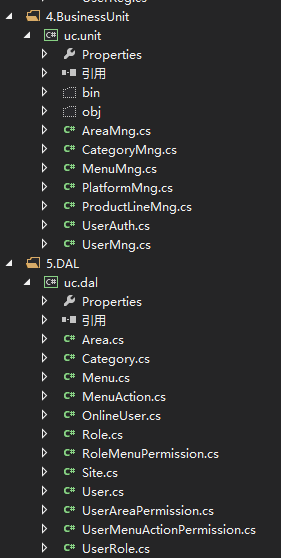 4.BusinessUnit
uc.unit
Properties
引用
bin
obj
AreaMng.cs
CategoryMng.cs
MenuMng.cs
PlatformMng.cs
ProductLineMng.cs
UserAuth.cs
UserMng.cs
5.DAL
uc.dal
Properties
引用
Area.cs
Category.cs
Menu.cs
MenuAction.cs
OnlineUser.cs
Role.cs
RoleMenuPermission.cs
Site.cs
User.cs
UserAreaPermission.cs
UserMenuActionPermission.cs
UserRole.cs